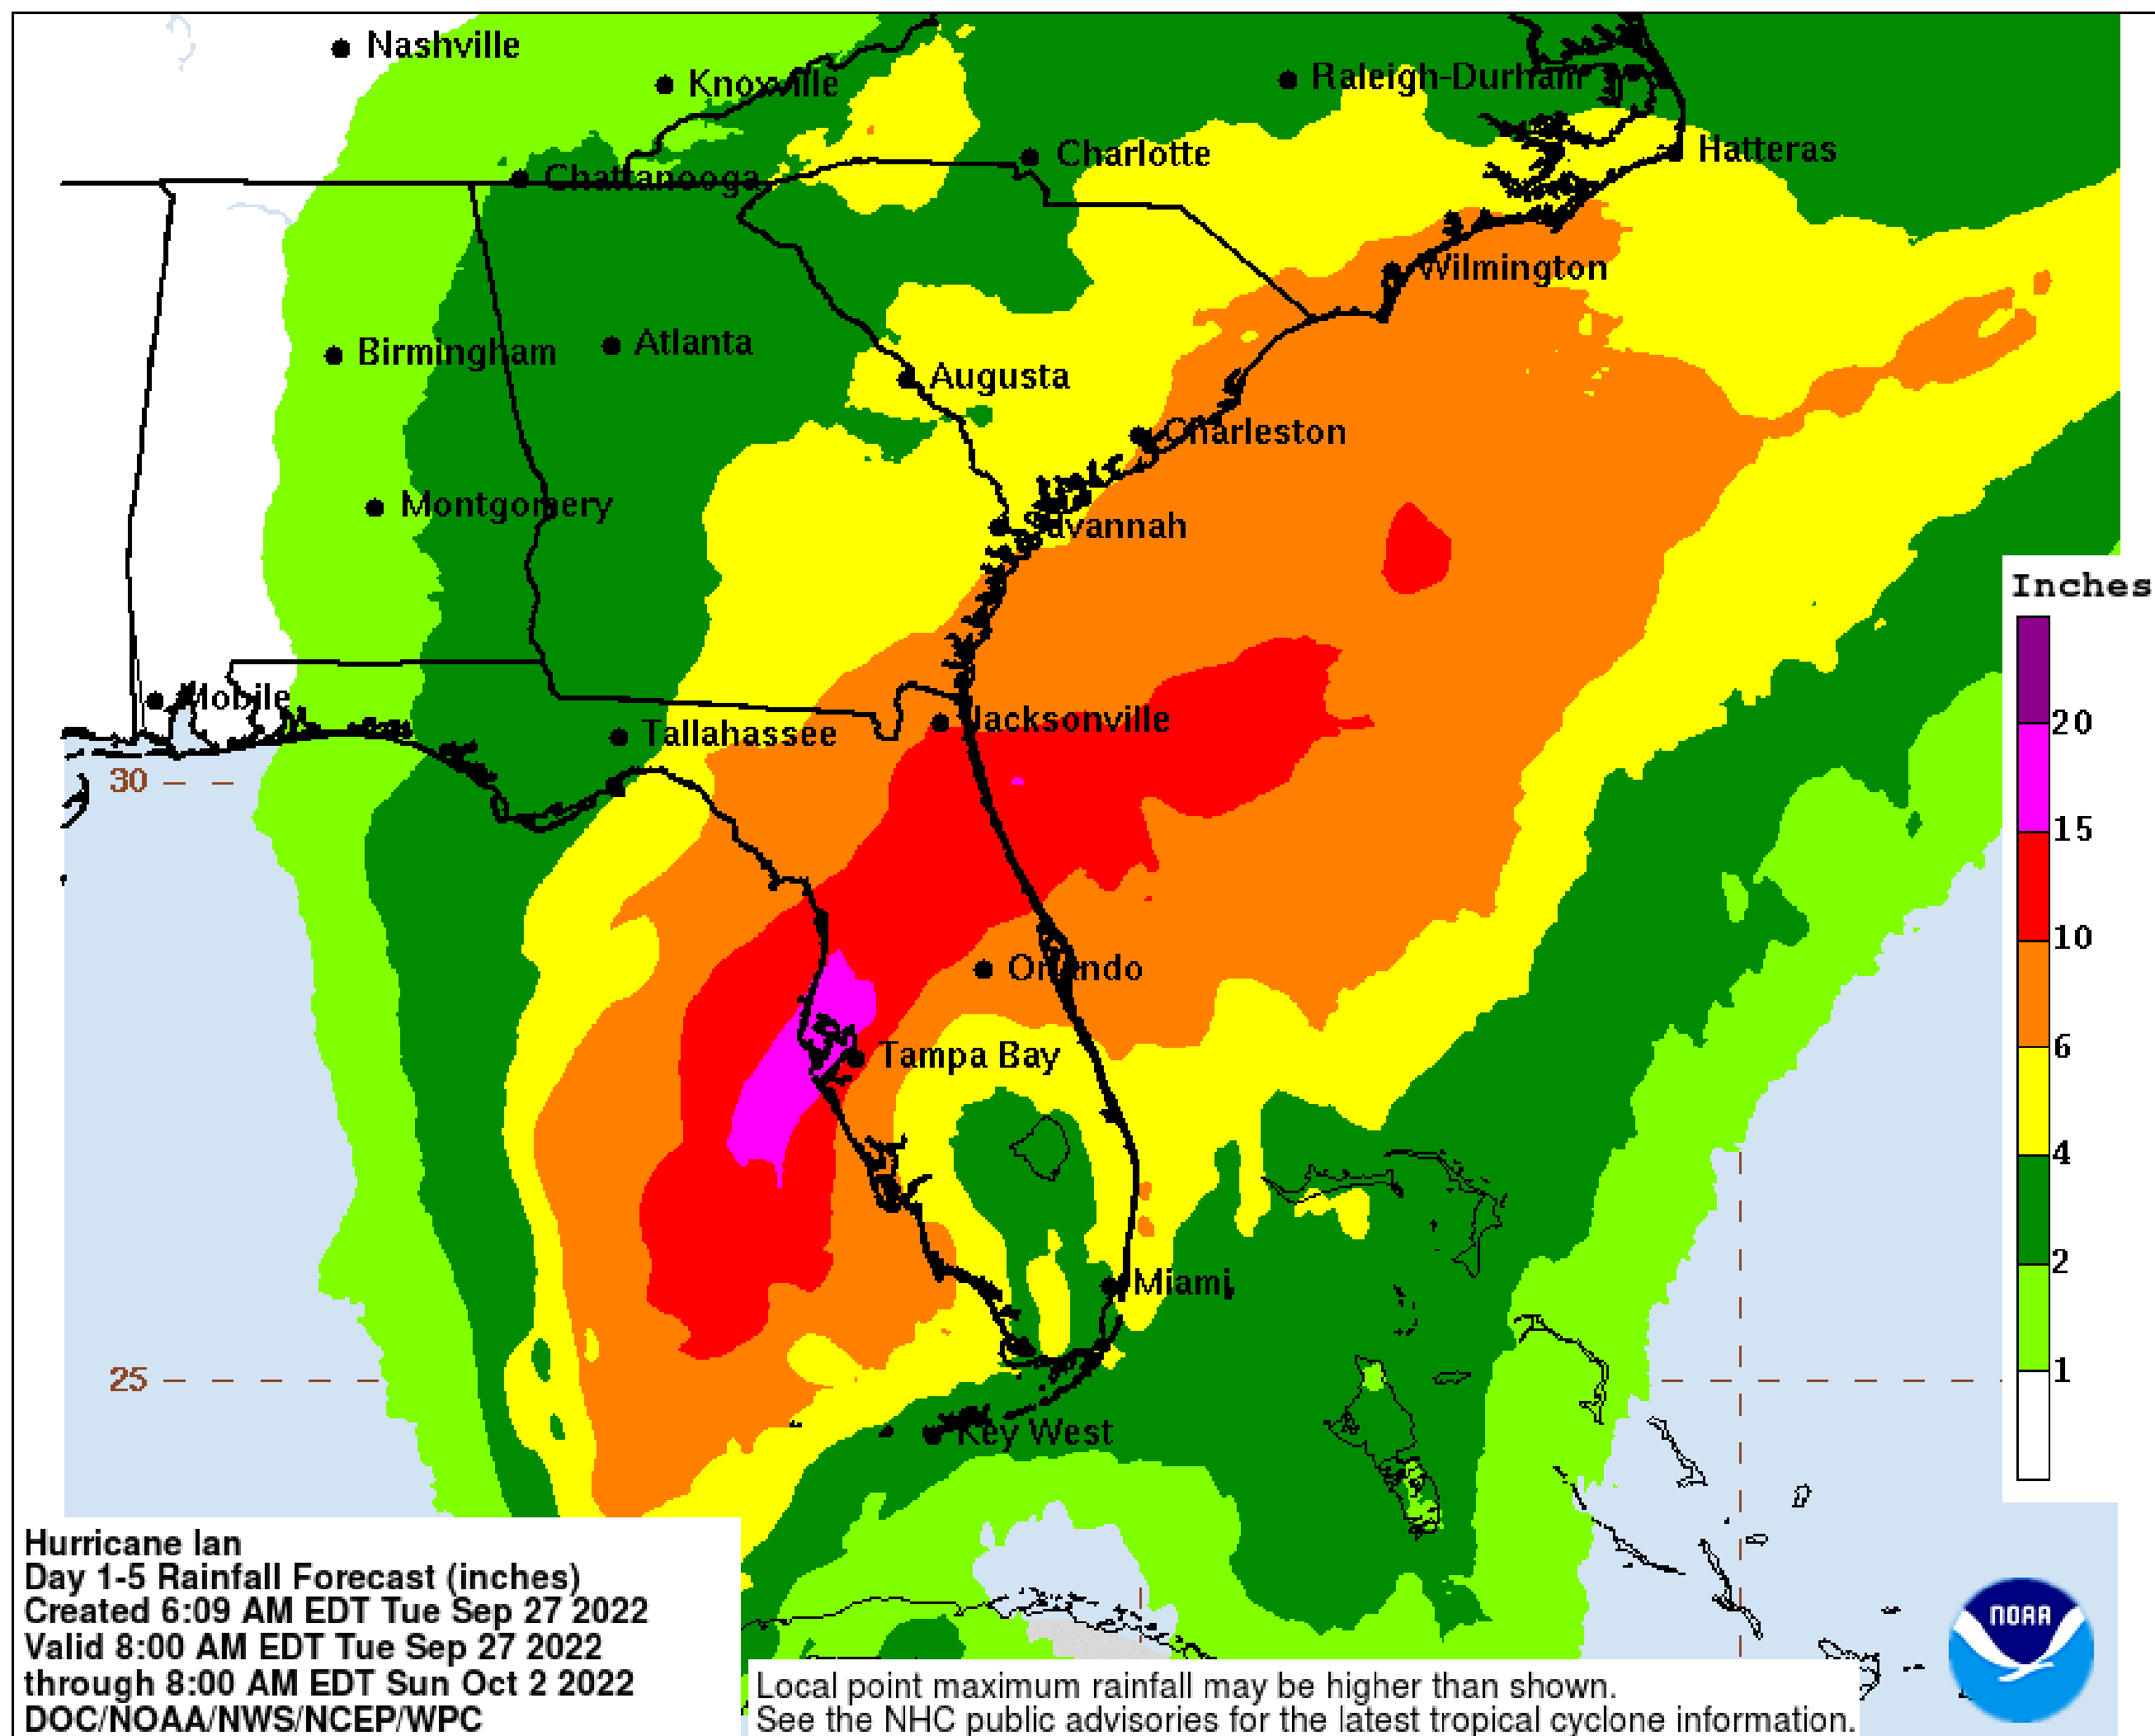 Nashville
Knoxville
Raleigh-Durham
Hatteras
Charlotte
Chattanooga
Wilmington
Birmingham
Atlanta
Augusta
Charleston
Montgomery
Savannah
Inches
Mobile
Tallahassee
Jacksonville
20
30
15
10
Orlando
6
Tampa Bay
4
2
Miami
25
1
Key West
Hurricane Ian
Day 1-5 Rainfall Forecast (inches)
Created 6:09 AM EDT Tue Sep 27 2022
Valid 8:00 AM EDT Tue Sep 27 2022
through 8:00 AM EDT Sun Oct 2 2022
DOC/NOAA/NWS/NCEP/WPC
NOAA
Local point maximum rainfall may be higher than shown.
See the NHC public advisories for the latest tropical cyclone information.